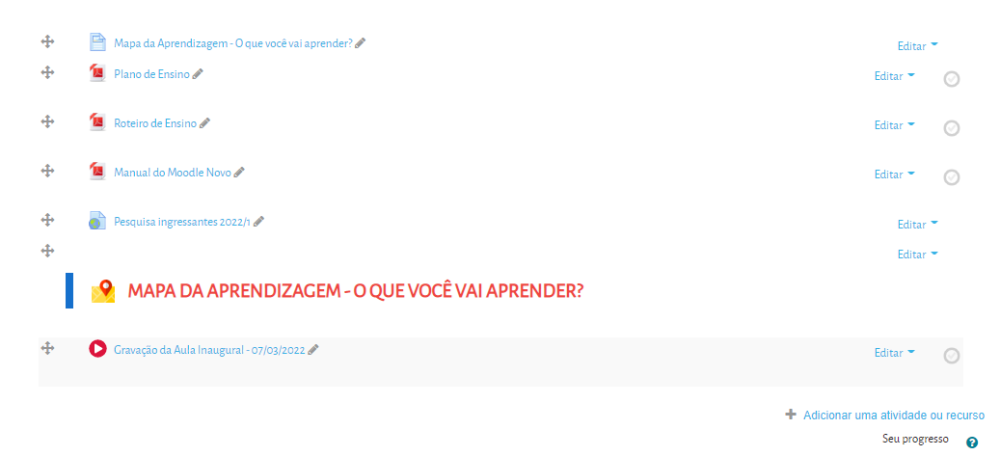 Mapa da Aprendizagem - O que você vai aprender? Editar
Plano de Ensino Editar
Roteiro de Ensino Editar
Manual do Moodle Novo Editar
Pesquisa ingressantes 2022/1 Editar
Editar
MAPA DA APRENDIZAGEM - O QUE VOCÊ VAI APRENDER?
Gravação da Aula Inaugural - 07/03/2022 Editar
Adicionar uma atividade ou recurso
Seu progresso